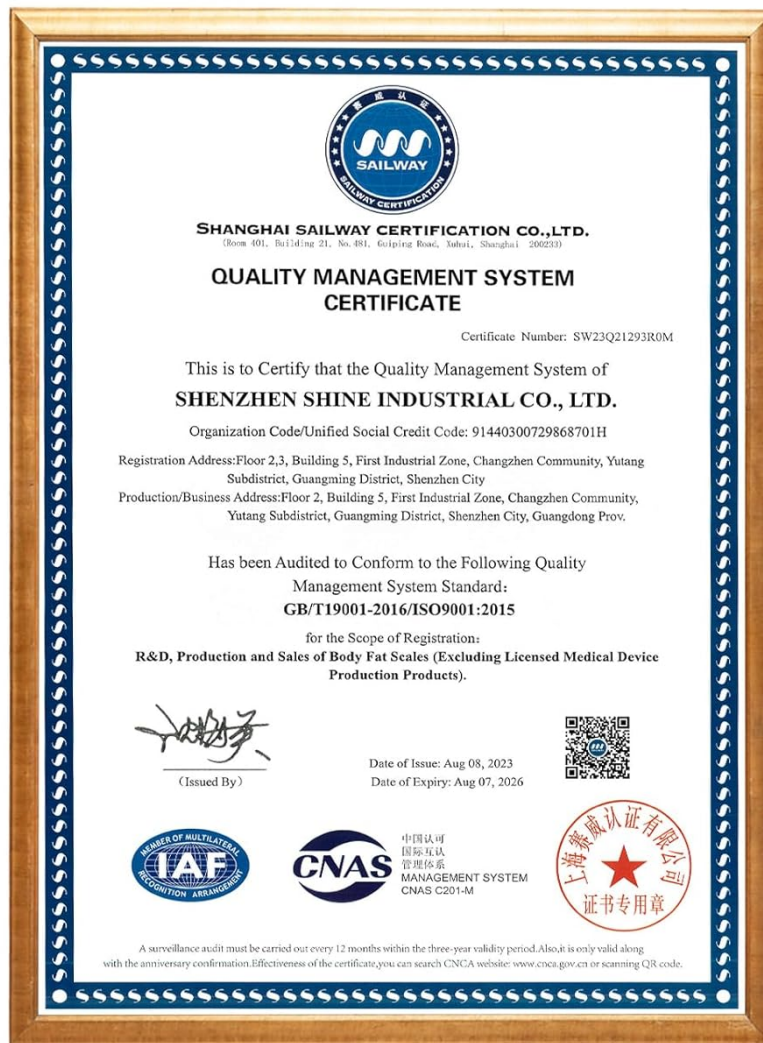 赛威认证
SAILWAY
SAILWAY CERTIFICATION
SHANGHAI SAILWAY CERTIFICATION CO.,LTD.
(Room 401, Building 21, No.481, Guiping Road, Xuhui, Shanghai 200233)
QUALITY MANAGEMENT SYSTEM
CERTIFICATE
Certificate Number: SW23Q21293R0M
This is to Certify that the Quality Management System of
SHENZHEN SHINE INDUSTRIAL CO., LTD.
Organization Code/Unified Social Credit Code: 91440300729868701H
Registration Address:Floor 2,3, Building 5, First Industrial Zone, Changzhen Community, Yutang
Subdistrict, Guangming District, Shenzhen City
Production/Business Address:Floor 2, Building 5, First Industrial Zone, Changzhen Community,
Yutang Subdistrict, Guangming District, Shenzhen City, Guangdong Prov.
Has been Audited to Conform to the Following Quality
Management System Standard:
GB/T19001-2016/ISO9001:2015
for the Scope of Registration:
R&D, Production and Sales of Body Fat Scales (Excluding Licensed Medical Device
Production Products).
(Issued By)
Date of Issue: Aug 08, 2023
Date of Expiry: Aug 07, 2026
MEMBER OF MULTILATERAL
IAF
RECOGNITION ARRANGEMENT
CNAS
中国认可
国际互认
管理体系
MANAGEMENT SYSTEM
CNAS C201-M
上海赛威认证有限公司
证书专用章
A surveillance audit must be carried out every 12 months within the three-year validity period.Also,it is only valid along
with the anniversary confirmation.Effectiveness of the certificate,you can search CNCA website: www.cnca.gov.cn or scanning QR code.